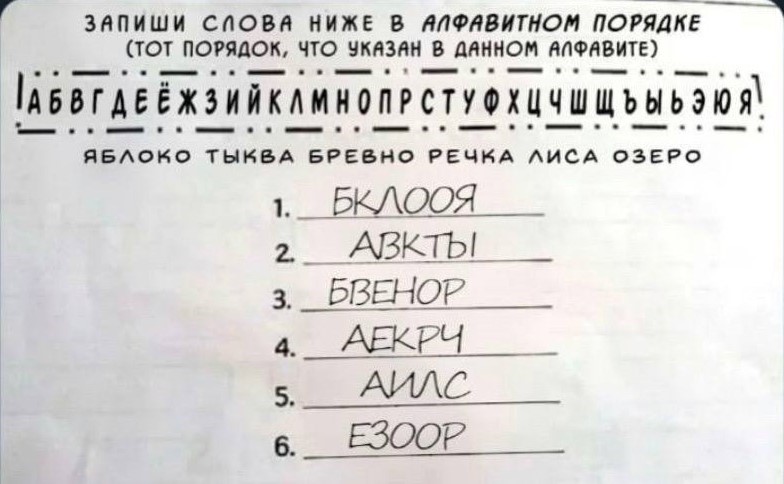 ЗАПИШИ СЛОВА НИЖЕ В АЛФАВИТНОМ ПОРЯДКЕ
(ТОТ ПОРЯДОК, ЧТО УКАЗАН В ДАННОМ АЛФАВИТЕ)
АБВГДЕЁЖЗИЙКЛМНОПРСТУФХЦЧШЩЪЫЬЭЮЯ
ЯБЛОКО ТЫКВА БРЕВНО РЕЧКА ЛИСА ОЗЕРО
1. БКЛООЯ
2. АВКТЫ
3. БВЕНОР
4. АЕКРЧ
5. АИЛС
6. ЕЗООР